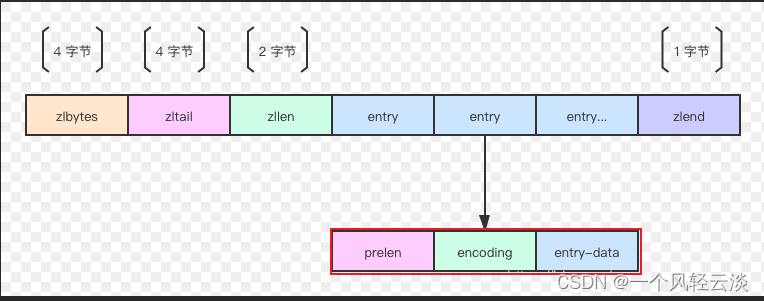 4 字节 4 字节 2 字节 1 字节
zlbytes zltail zllen entry entry entry... zlend
prelen encoding entry-data
CSDN @一个风轻云淡